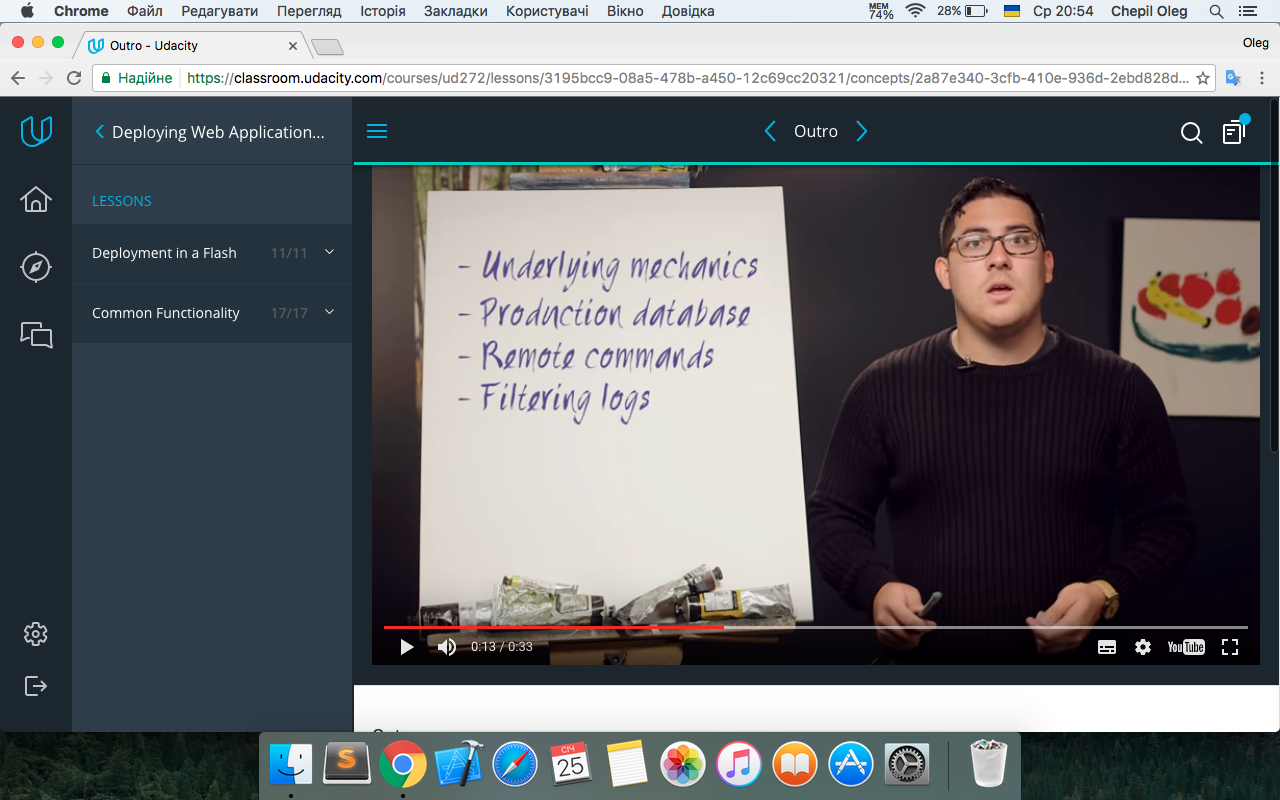 Chrome Файл Редагувати Перегляд Історія Закладки Користувачі Вікно Довідка MEM 74% 28% Ср 20:54 Chepil Oleg
Outro - Udacity
Oleg
Надійне https://classroom.udacity.com/courses/ud272/lessons/3195bcc9-08a5-478b-a450-12c69cc20321/concepts/2a87e340-3cfb-410e-936d-2ebd828d...
Deploying Web Application...
Outro
LESSONS
Deployment in a Flash 11/11
Common Functionality 17/17
- Underlying mechanics
- Production database
- Remote commands
- Filtering logs
0:13 / 0:33
YouTube
СІЧ
25